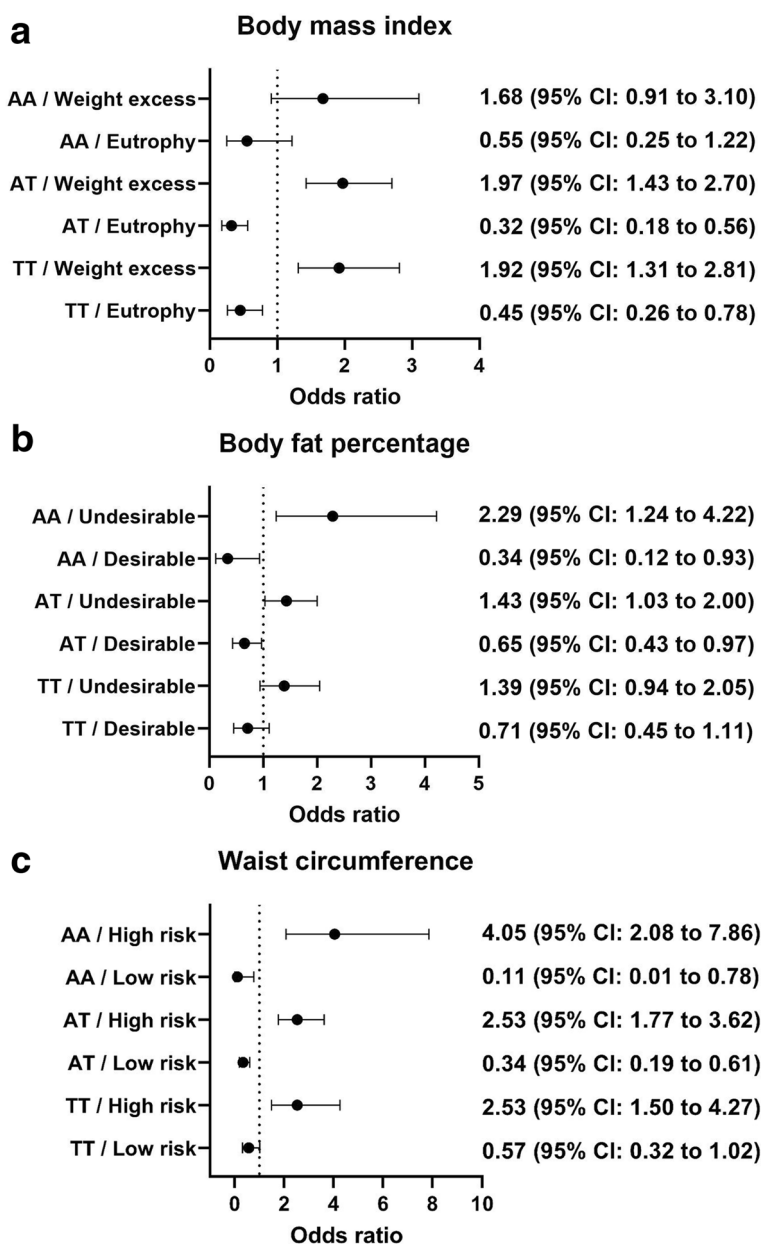 a
Body mass index
AA / Weight excess 1.68 (95% CI: 0.91 to 3.10)
AA / Eutrophy 0.55 (95% CI: 0.25 to 1.22)
AT / Weight excess 1.97 (95% CI: 1.43 to 2.70)
AT / Eutrophy 0.32 (95% CI: 0.18 to 0.56)
TT / Weight excess 1.92 (95% CI: 1.31 to 2.81)
TT / Eutrophy 0.45 (95% CI: 0.26 to 0.78)
0 1 2 3 4
Odds ratio
b
Body fat percentage
AA / Undesirable 2.29 (95% CI: 1.24 to 4.22)
AA / Desirable 0.34 (95% CI: 0.12 to 0.93)
AT / Undesirable 1.43 (95% CI: 1.03 to 2.00)
AT / Desirable 0.65 (95% CI: 0.43 to 0.97)
TT / Undesirable 1.39 (95% CI: 0.94 to 2.05)
TT / Desirable 0.71 (95% CI: 0.45 to 1.11)
0 1 2 3 4 5
Odds ratio
c
Waist circumference
AA / High risk 4.05 (95% CI: 2.08 to 7.86)
AA / Low risk 0.11 (95% CI: 0.01 to 0.78)
AT / High risk 2.53 (95% CI: 1.77 to 3.62)
AT / Low risk 0.34 (95% CI: 0.19 to 0.61)
TT / High risk 2.53 (95% CI: 1.50 to 4.27)
TT / Low risk 0.57 (95% CI: 0.32 to 1.02)
0 2 4 6 8 10
Odds ratio